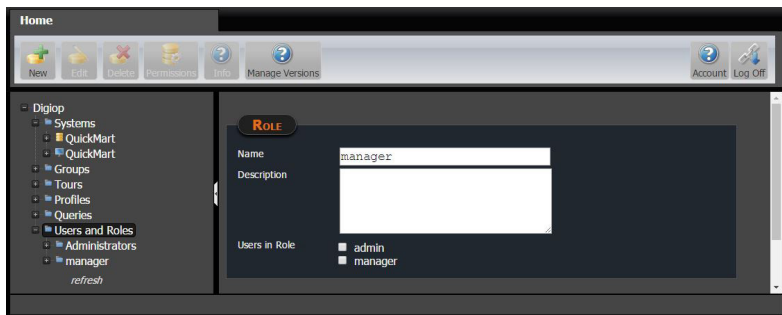 Home
New
Edit
Delete
Permissions
Info
Manage Versions
Account
Log Off
Digiop
Systems
QuickMart
QuickMart
Groups
Tours
Profiles
Queries
Users and Roles
Administrators
manager
refresh
ROLE
Name
manager
Description
Users in Role
admin
manager